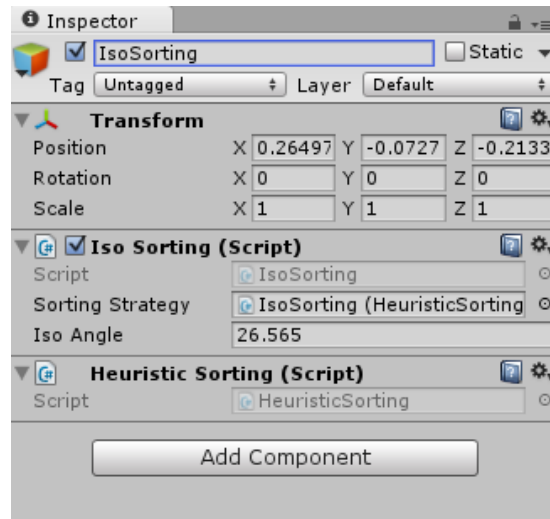 Inspector
IsoSorting Static
Tag Untagged Layer Default
Transform
Position X 0.26497 Y -0.0727 Z -0.2133
Rotation X 0 Y 0 Z 0
Scale X 1 Y 1 Z 1
Iso Sorting (Script)
Script IsoSorting
Sorting Strategy IsoSorting (HeuristicSorting
Iso Angle 26.565
Heuristic Sorting (Script)
Script HeuristicSorting
Add Component